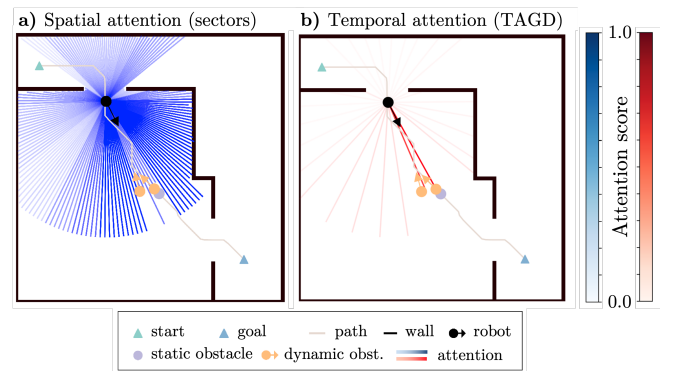 a) Spatial attention (sectors)
b) Temporal attention (TAGD)
1.0
Attention score
0.0
start
goal
path
wall
robot
static obstacle
dynamic obst.
attention